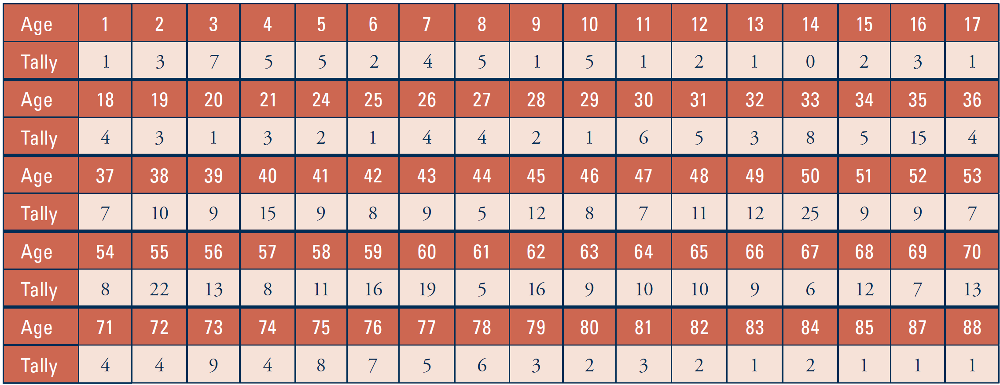 Age 1 2 3 4 5 6 7 8 9 10 11 12 13 14 15 16 17
Tally 1 3 7 5 5 2 4 5 1 5 1 2 1 0 2 3 1
Age 18 19 20 21 24 25 26 27 28 29 30 31 32 33 34 35 36
Tally 4 3 1 3 2 1 4 4 2 1 6 5 3 8 5 15 4
Age 37 38 39 40 41 42 43 44 45 46 47 48 49 50 51 52 53
Tally 7 10 9 15 9 8 9 5 12 8 7 11 12 25 9 9 7
Age 54 55 56 57 58 59 60 61 62 63 64 65 66 67 68 69 70
Tally 8 22 13 8 11 16 19 5 16 9 10 10 9 6 12 7 13
Age 71 72 73 74 75 76 77 78 79 80 81 82 83 84 85 87 88
Tally 4 4 9 4 8 7 5 6 3 2 3 2 1 2 1 1 1